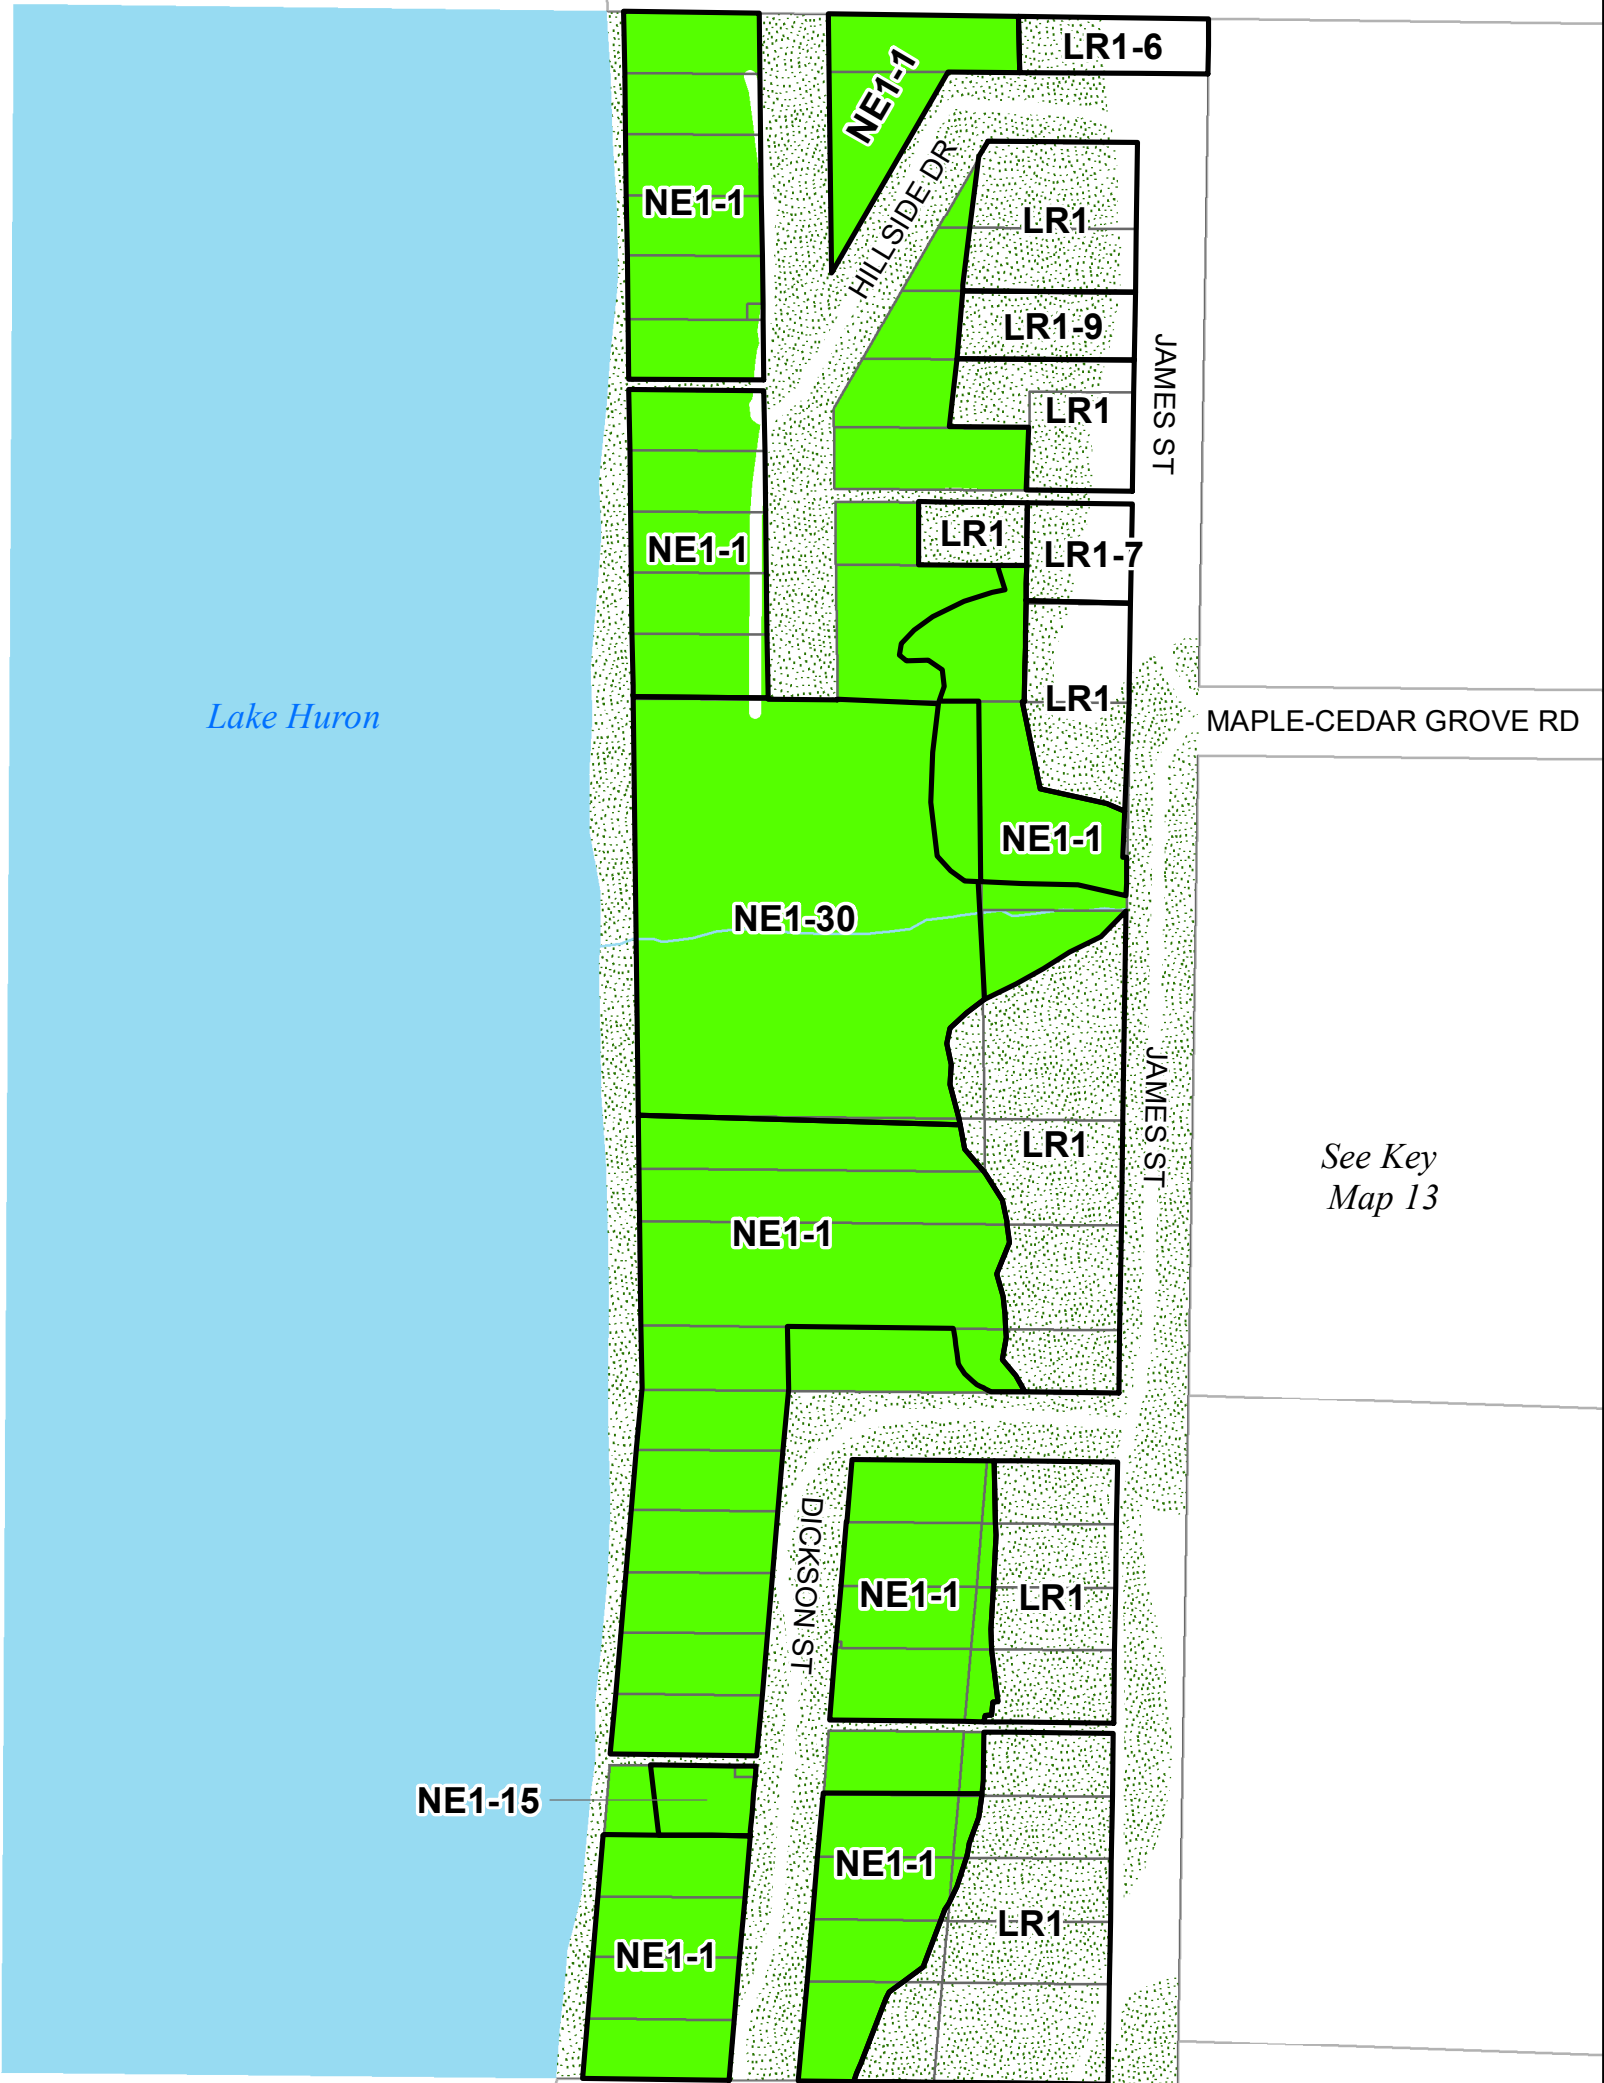 LR1-6
NE1-1
HILLSIDE DR
NE1-1
LR1
LR1-9
JAMES ST
LR1
LR1
NE1-1
LR1-7
LR1
Lake Huron
MAPLE-CEDAR GROVE RD
NE1-1
NE1-30
JAMES ST
LR1
See Key
Map 13
NE1-1
DICKSON ST
NE1-1
LR1
NE1-15
NE1-1
LR1
NE1-1